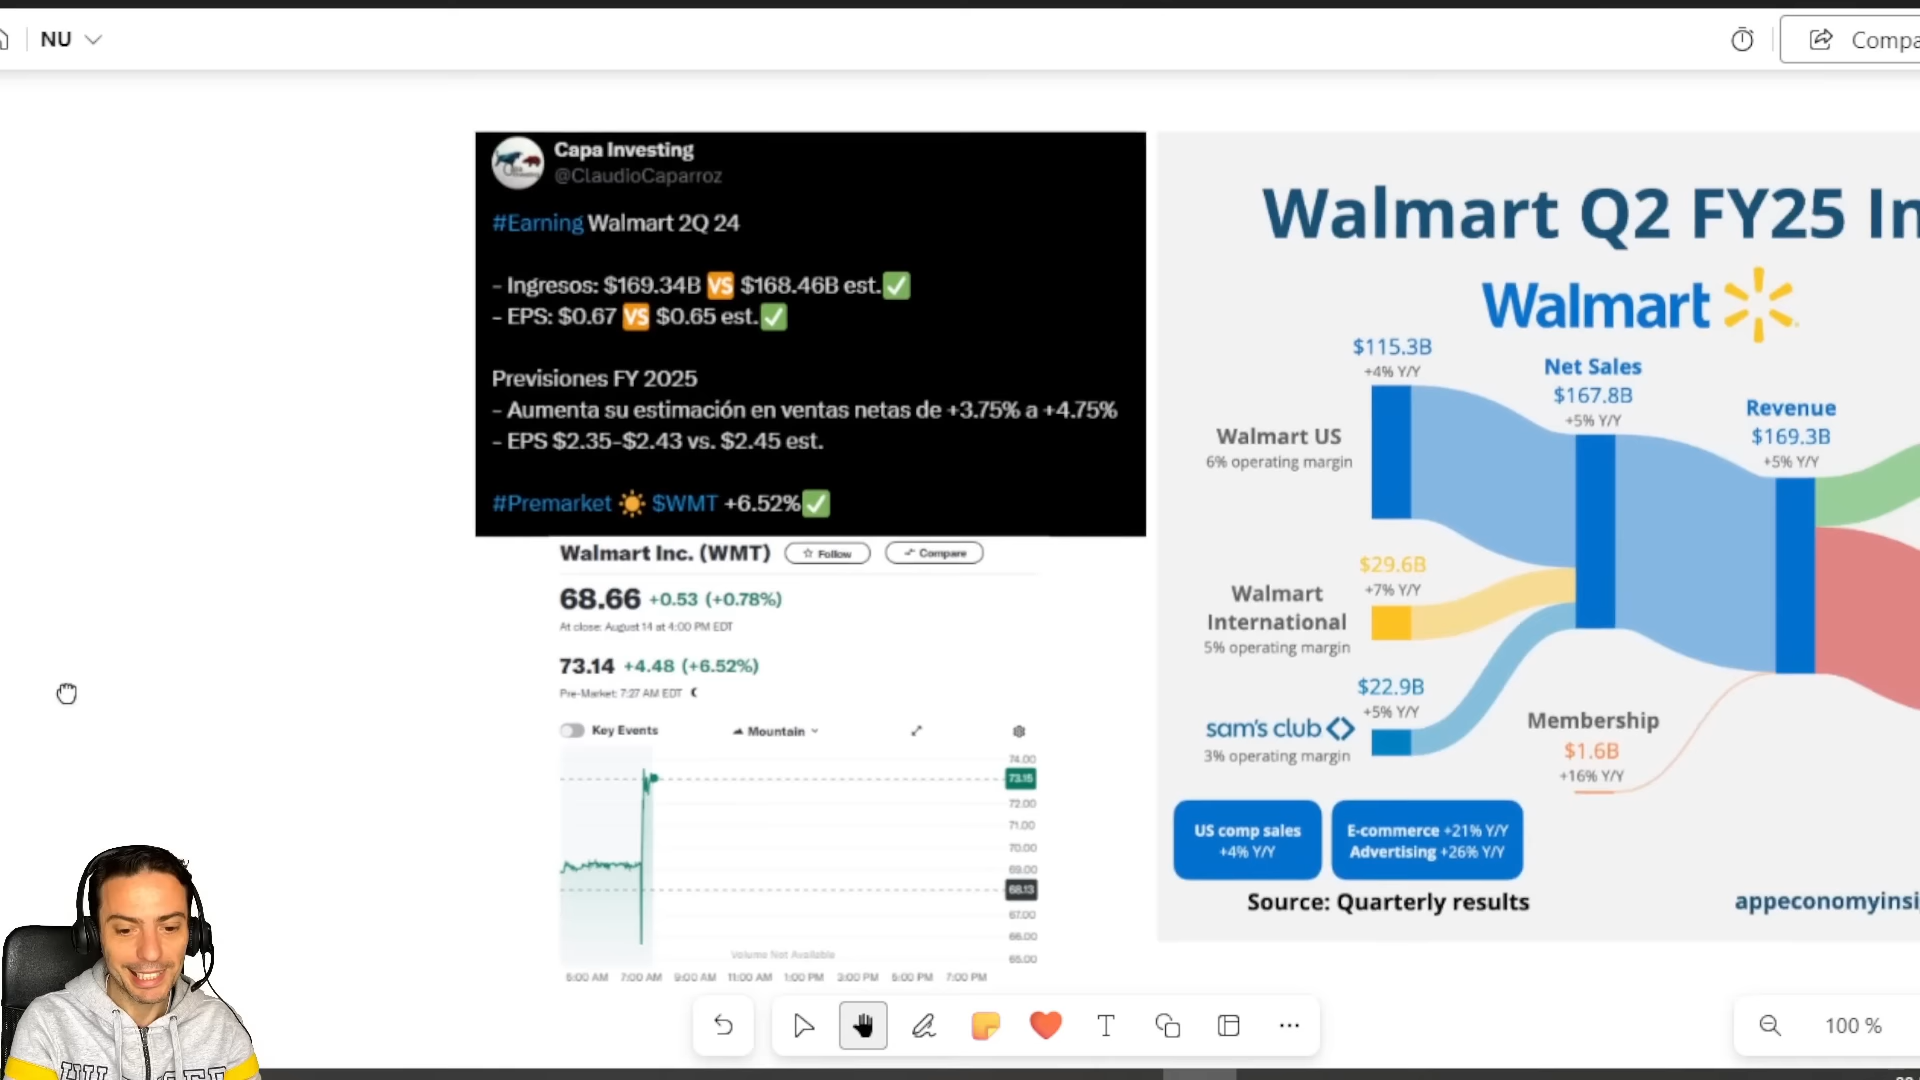 NU
Compa
Capa Investing
@ClaudioCaparroz
#Earning Walmart 2Q 24
- Ingresos: $169.34B VS $168.46B est.✅
- EPS: $0.67 VS $0.65 est.✅
Previsiones FY 2025
- Aumenta su estimación en ventas netas de +3.75% a +4.75%
- EPS $2.35-$2.43 vs. $2.45 est.
#Premarket ☀️ $WMT +6.52%✅
Walmart Inc. (WMT)
☆ Follow
Compare
68.66 +0.53 (+0.78%)
At close: August 14 at 4:00 PM EDT
73.14 +4.48 (+6.52%)
Pre-Market: 7:27 AM EDT
Key Events
Mountain
74.00
73.15
72.00
71.00
70.00
69.00
68.13
67.00
66.00
65.00
Volume Not Available
5:00 AM 7:00 AM 9:00 AM 11:00 AM 1:00 PM 3:00 PM 5:00 PM 7:00 PM
Walmart Q2 FY25 In
Walmart
$115.3B
+4% Y/Y
Walmart US
6% operating margin
Net Sales
$167.8B
+5% Y/Y
Revenue
$169.3B
+5% Y/Y
$29.6B
+7% Y/Y
Walmart
International
5% operating margin
$22.9B
+5% Y/Y
sam's club
3% operating margin
Membership
$1.6B
+16% Y/Y
US comp sales
+4% Y/Y
E-commerce +21% Y/Y
Advertising +26% Y/Y
Source: Quarterly results
appeconomyinsi
T
100 %